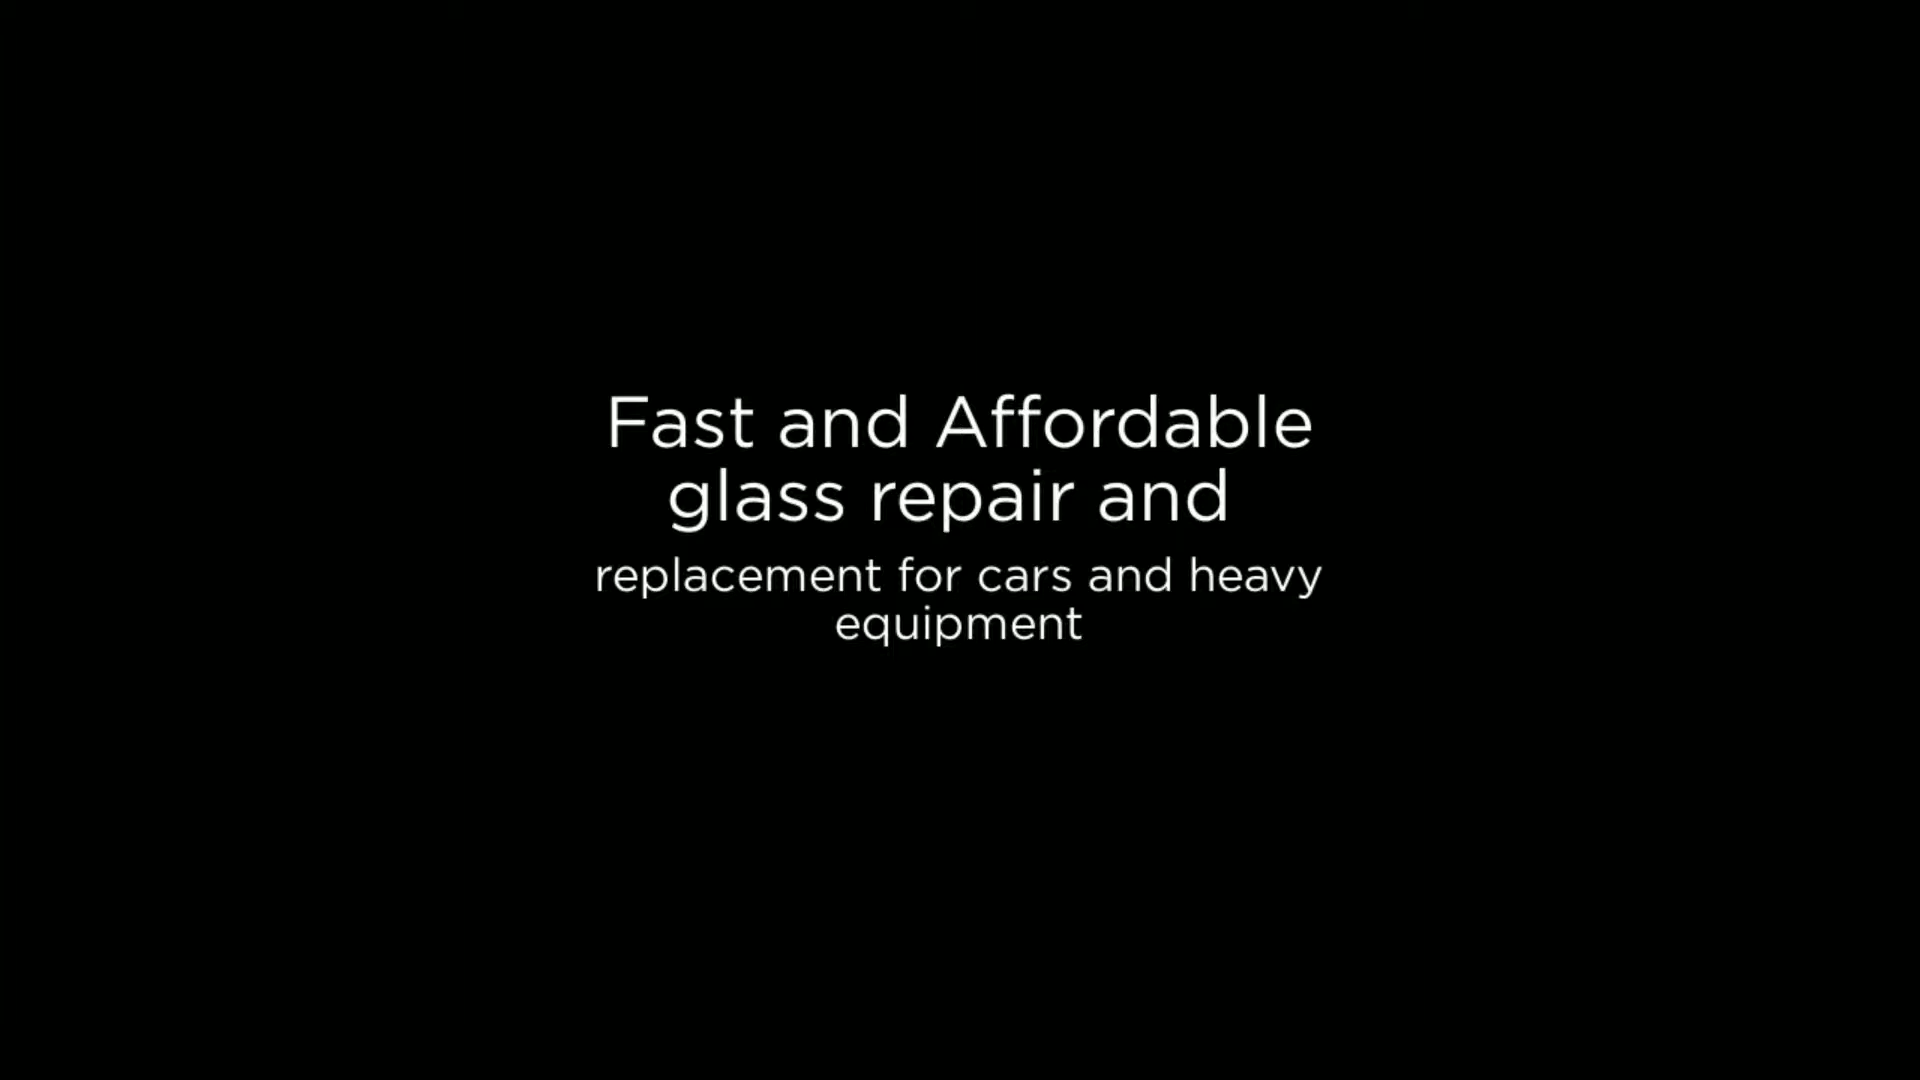 Fast and Affordable
glass repair and
replacement for cars and heavy
equipment